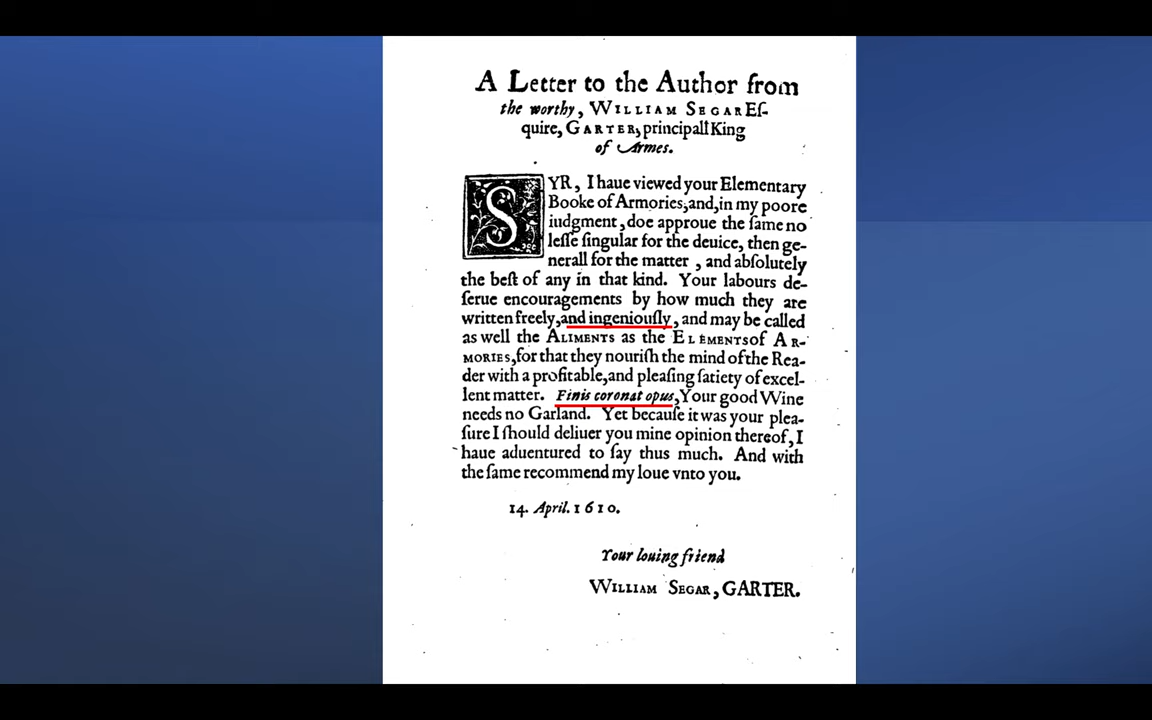 A Letter to the Author from
the worthy, WILLIAM SEGAR Eſ-
quire, GARTER, principall King
of Armes.
SYR, I haue viewed your Elementary
Booke of Armories, and, in my poore
iudgment, doe approue the ſame no
leſſe ſingular for the deuice, then ge-
nerall for the matter, and abſolutely
the beſt of any in that kind. Your labours de-
ſerue encouragements by how much they are
written freely, and ingeniouſly, and may be called
as well the ALIMENTS as the ELEMENTS of AR-
MORIES, for that they nouriſh the mind of the Rea-
der with a profitable, and pleaſing ſatiety of excel-
lent matter. Finis coronat opus, Your good Wine
needs no Garland. Yet becauſe it was your plea-
ſure I ſhould deliuer you mine opinion thereof, I
haue aduentured to ſay thus much. And with
the ſame recommend my loue vnto you.
14. April. 1610.
Your louing friend
WILLIAM SEGAR, GARTER.